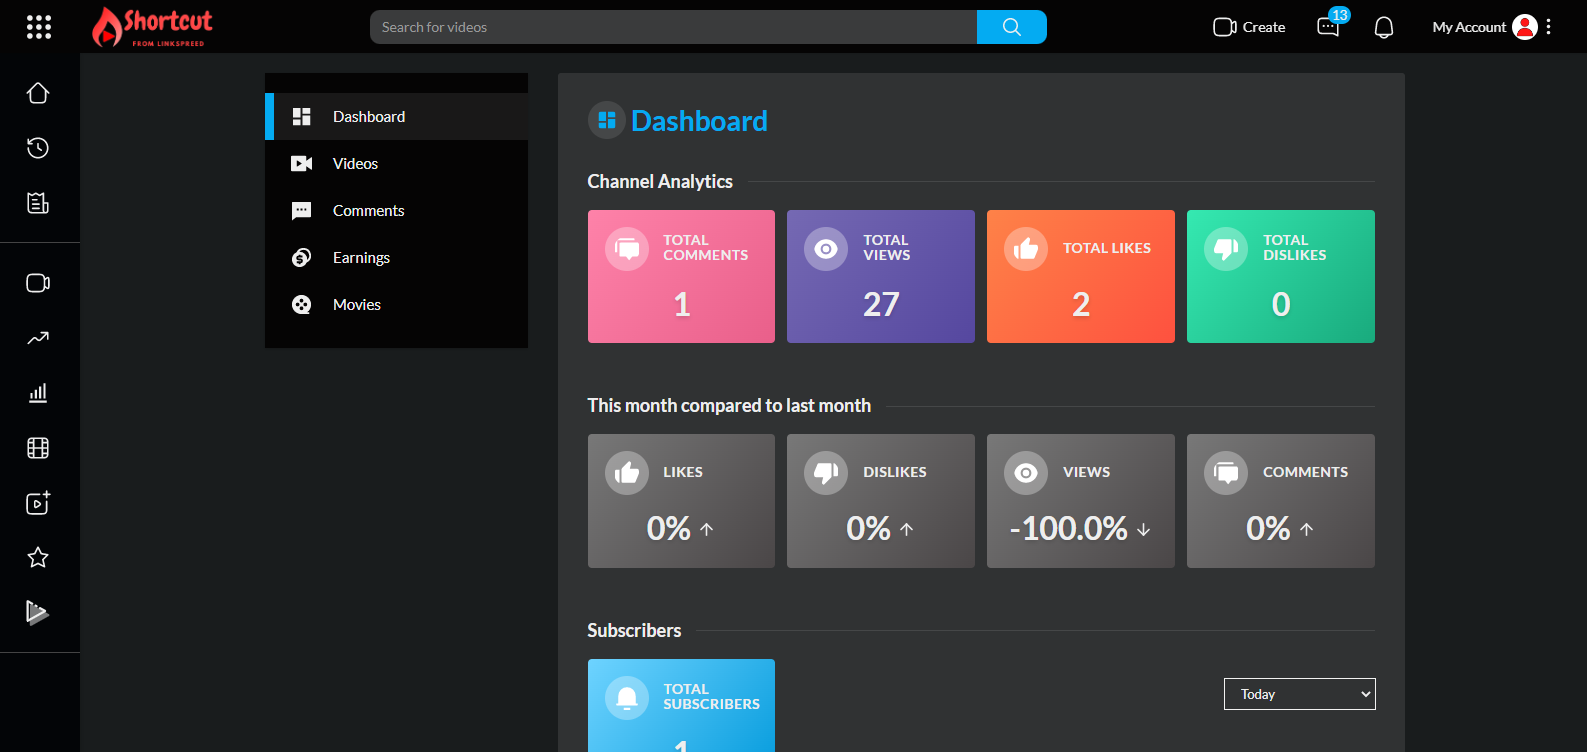 Shortcut
FROM LINKSPREED
Search for videos
Create
13
My Account
Dashboard
Videos
Comments
Earnings
Movies
Dashboard
Channel Analytics
TOTAL
COMMENTS
1
TOTAL
VIEWS
27
TOTAL LIKES
2
TOTAL
DISLIKES
0
This month compared to last month
LIKES
0%
DISLIKES
0%
VIEWS
-100.0%
COMMENTS
0%
Subscribers
TOTAL
SUBSCRIBERS
1
Today